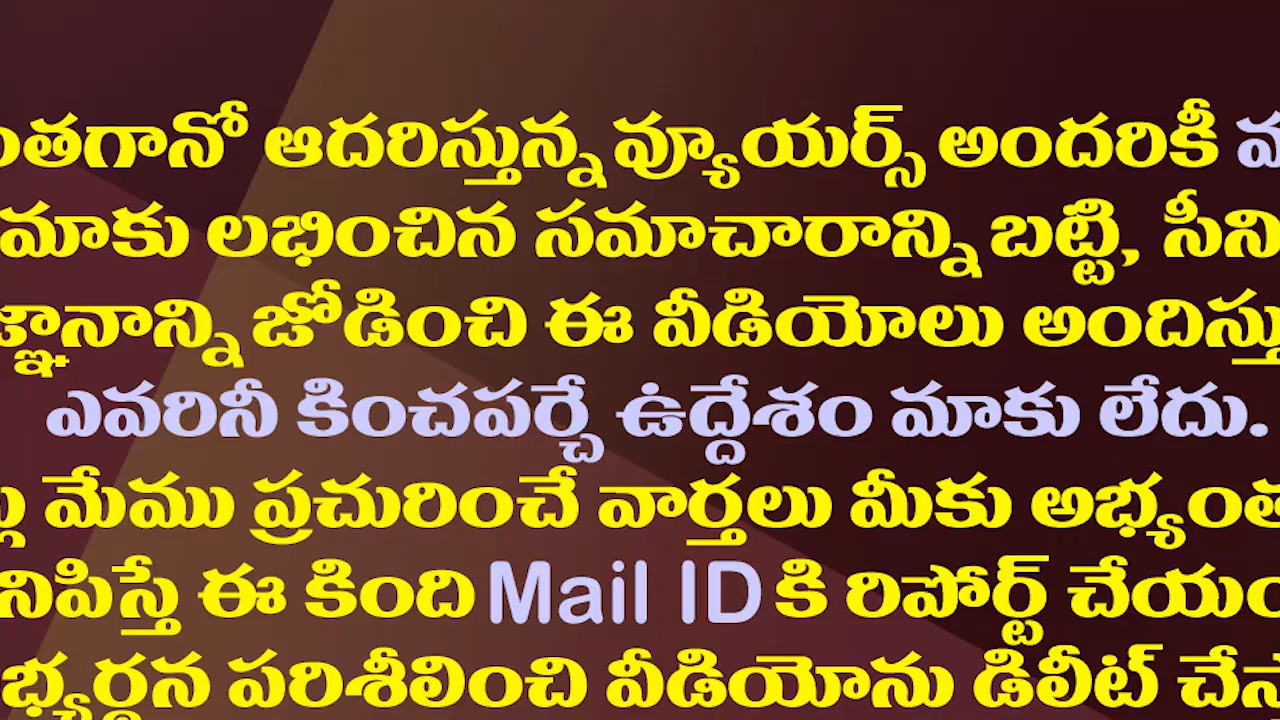 ఆదరిస్తున్న వ్యూయర్స్ అందరికీ
మాకు లభించిన సమాచారాన్ని బట్టి,
జోడించి ఈ వీడియోలు
ఎవరినీ కించపర్చే ఉద్దేశం మాకు లేదు.
మేము ప్రచురించే వార్తలు మీకు
ఈ కింది Mail ID కి రిపోర్ట్
పరిశీలించి వీడియోను డిలీట్